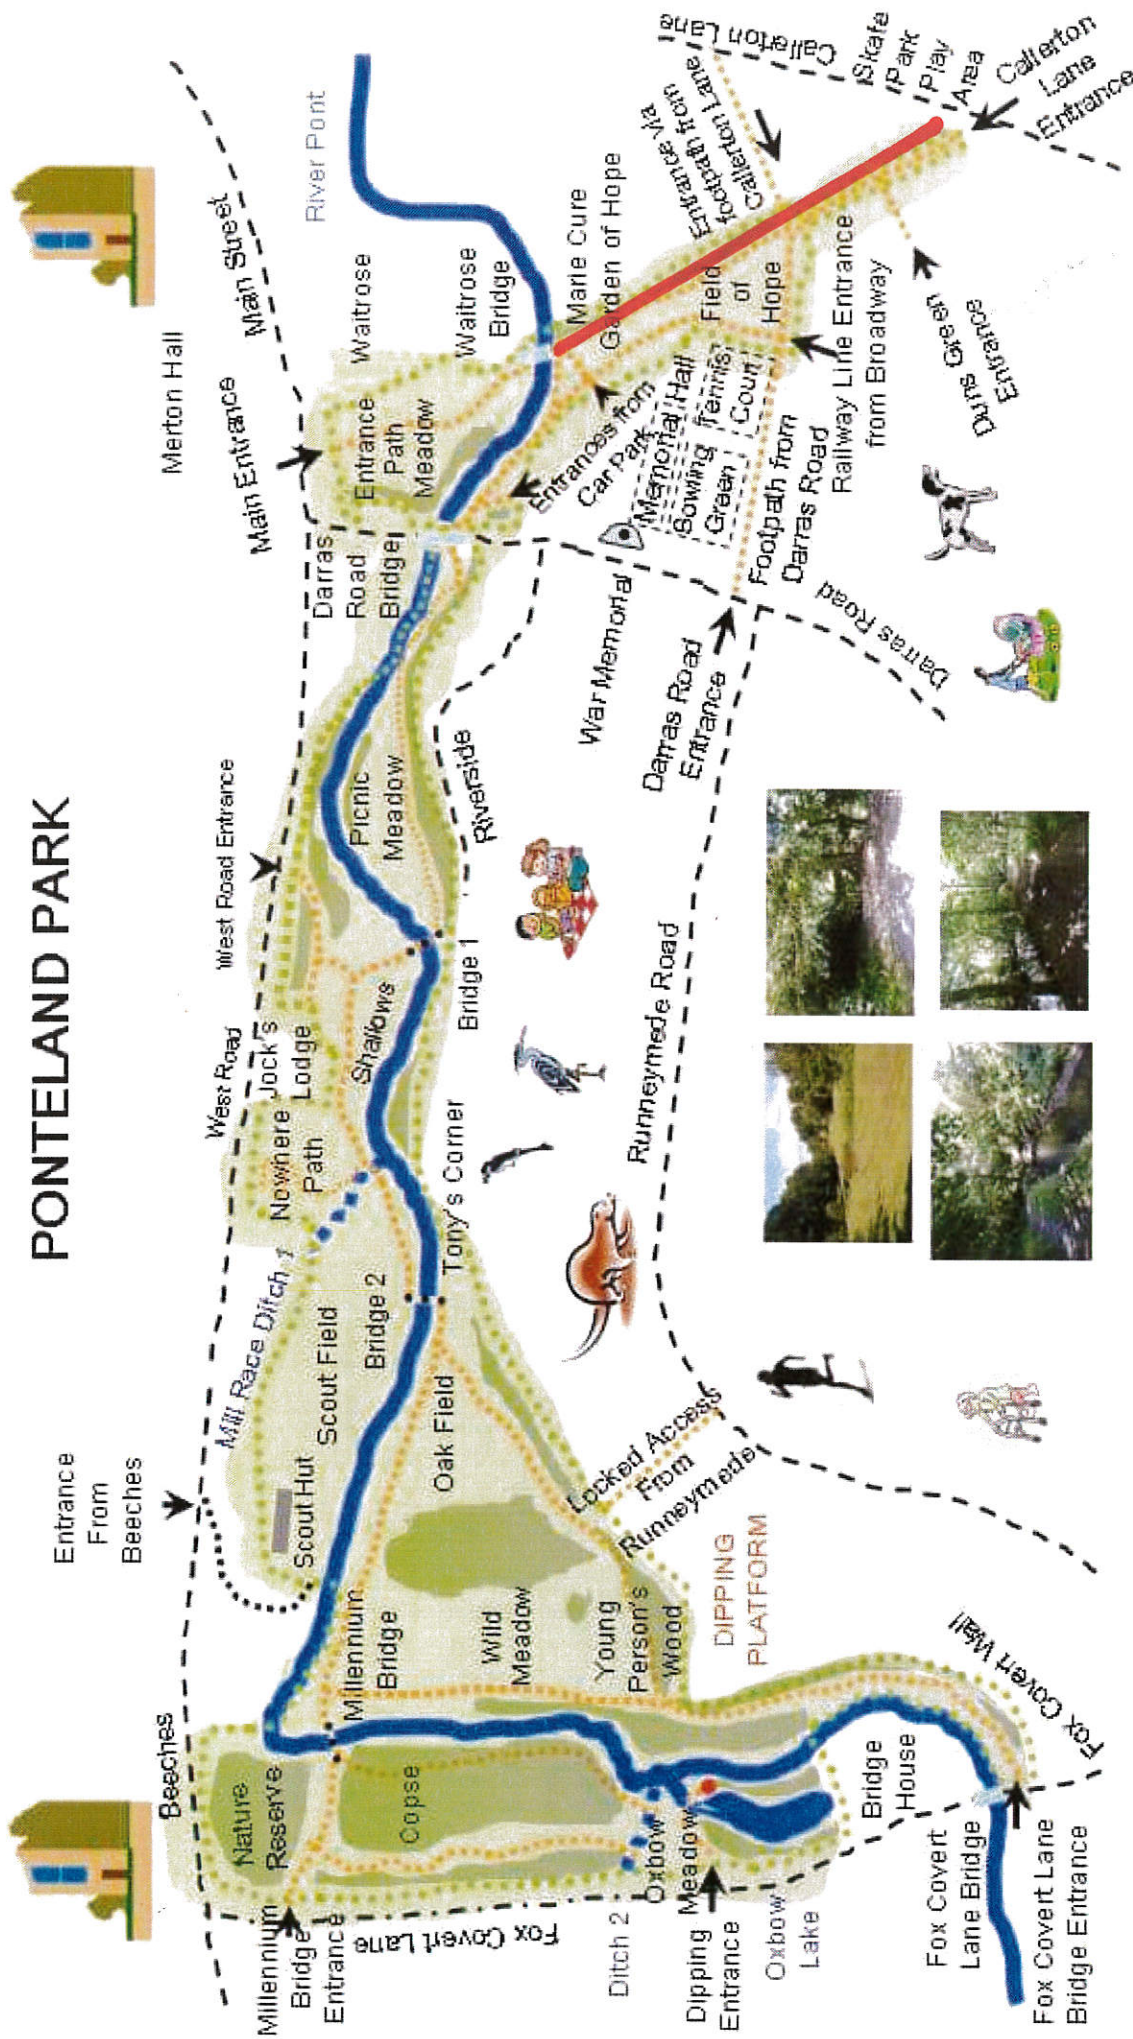 PONTELAND PARK
Merton Hall
Main Street
Main Entrance
River Pont
Waitrose
Waitrose
Bridge
Entrance
Path
Meadow
Darras
Road
Bridge
Marie Cure
Garden of Hope
Entrance via
footpath from
Callerton Lane
Callerton Lane
Skate
Park
Play
Area
Callerton
Lane
Entrance
Field
of
Hope
Entrances from
Car Park
Memorial Hall
Bowling
Green
Tennis
Court
Railway Line Entrance
from Broadway
Dunns Green
Entrance
Footpath from
Darras Road
War Memorial
Darras Road
Entrance
Darras Road
Riverside
Picnic
Meadow
West Road Entrance
West Road
Jock's
Lodge
Shallows
Bridge 1
Nowhere
Path
Tony's Corner
Mill Race Ditch 1
Bridge 2
Scout Field
Scout Hut
Entrance
From
Beeches
Oak Field
Runneymede Road
Locked Access
From
Runneymede
Millennium
Bridge
Wild
Meadow
Young
Person's
Wood
DIPPING
PLATFORM
Beeches
Nature
Reserve
Copse
Oxbow
Meadow
Bridge
House
Fox Covert Wall
Millennium
Bridge
Entrance
Fox Covert Lane
Ditch 2
Dipping
Entrance
Oxbow
Lake
Fox Covert
Lane Bridge
Fox Covert Lane
Bridge Entrance